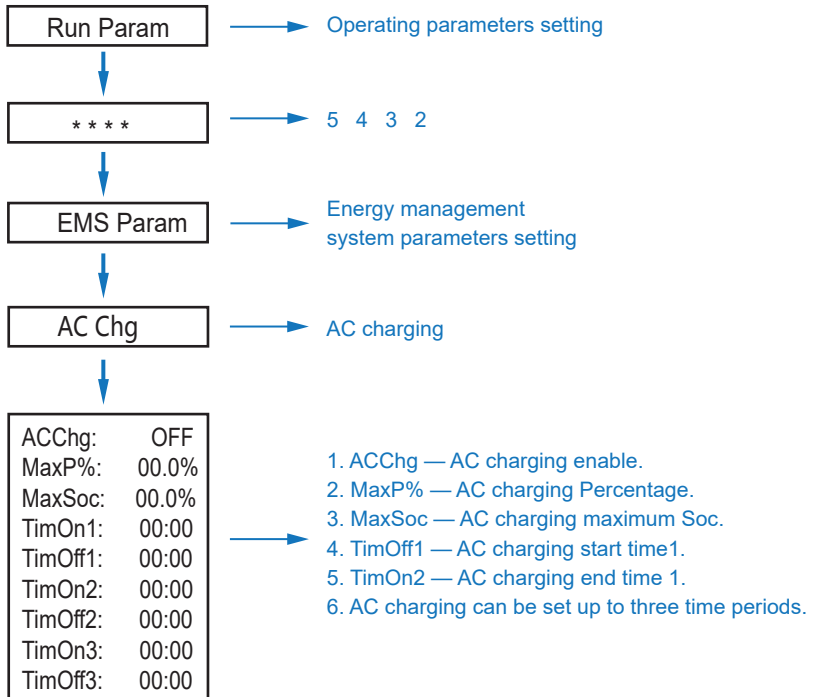 Run Param
Operating parameters setting
* * * *
5 4 3 2
EMS Param
Energy management
system parameters setting
AC Chg
AC charging
ACChg: OFF
MaxP%: 00.0%
MaxSoc: 00.0%
TimOn1: 00:00
TimOff1: 00:00
TimOn2: 00:00
TimOff2: 00:00
TimOn3: 00:00
TimOff3: 00:00
1. ACChg — AC charging enable.
2. MaxP% — AC charging Percentage.
3. MaxSoc — AC charging maximum Soc.
4. TimOff1 — AC charging start time1.
5. TimOn2 — AC charging end time 1.
6. AC charging can be set up to three time periods.